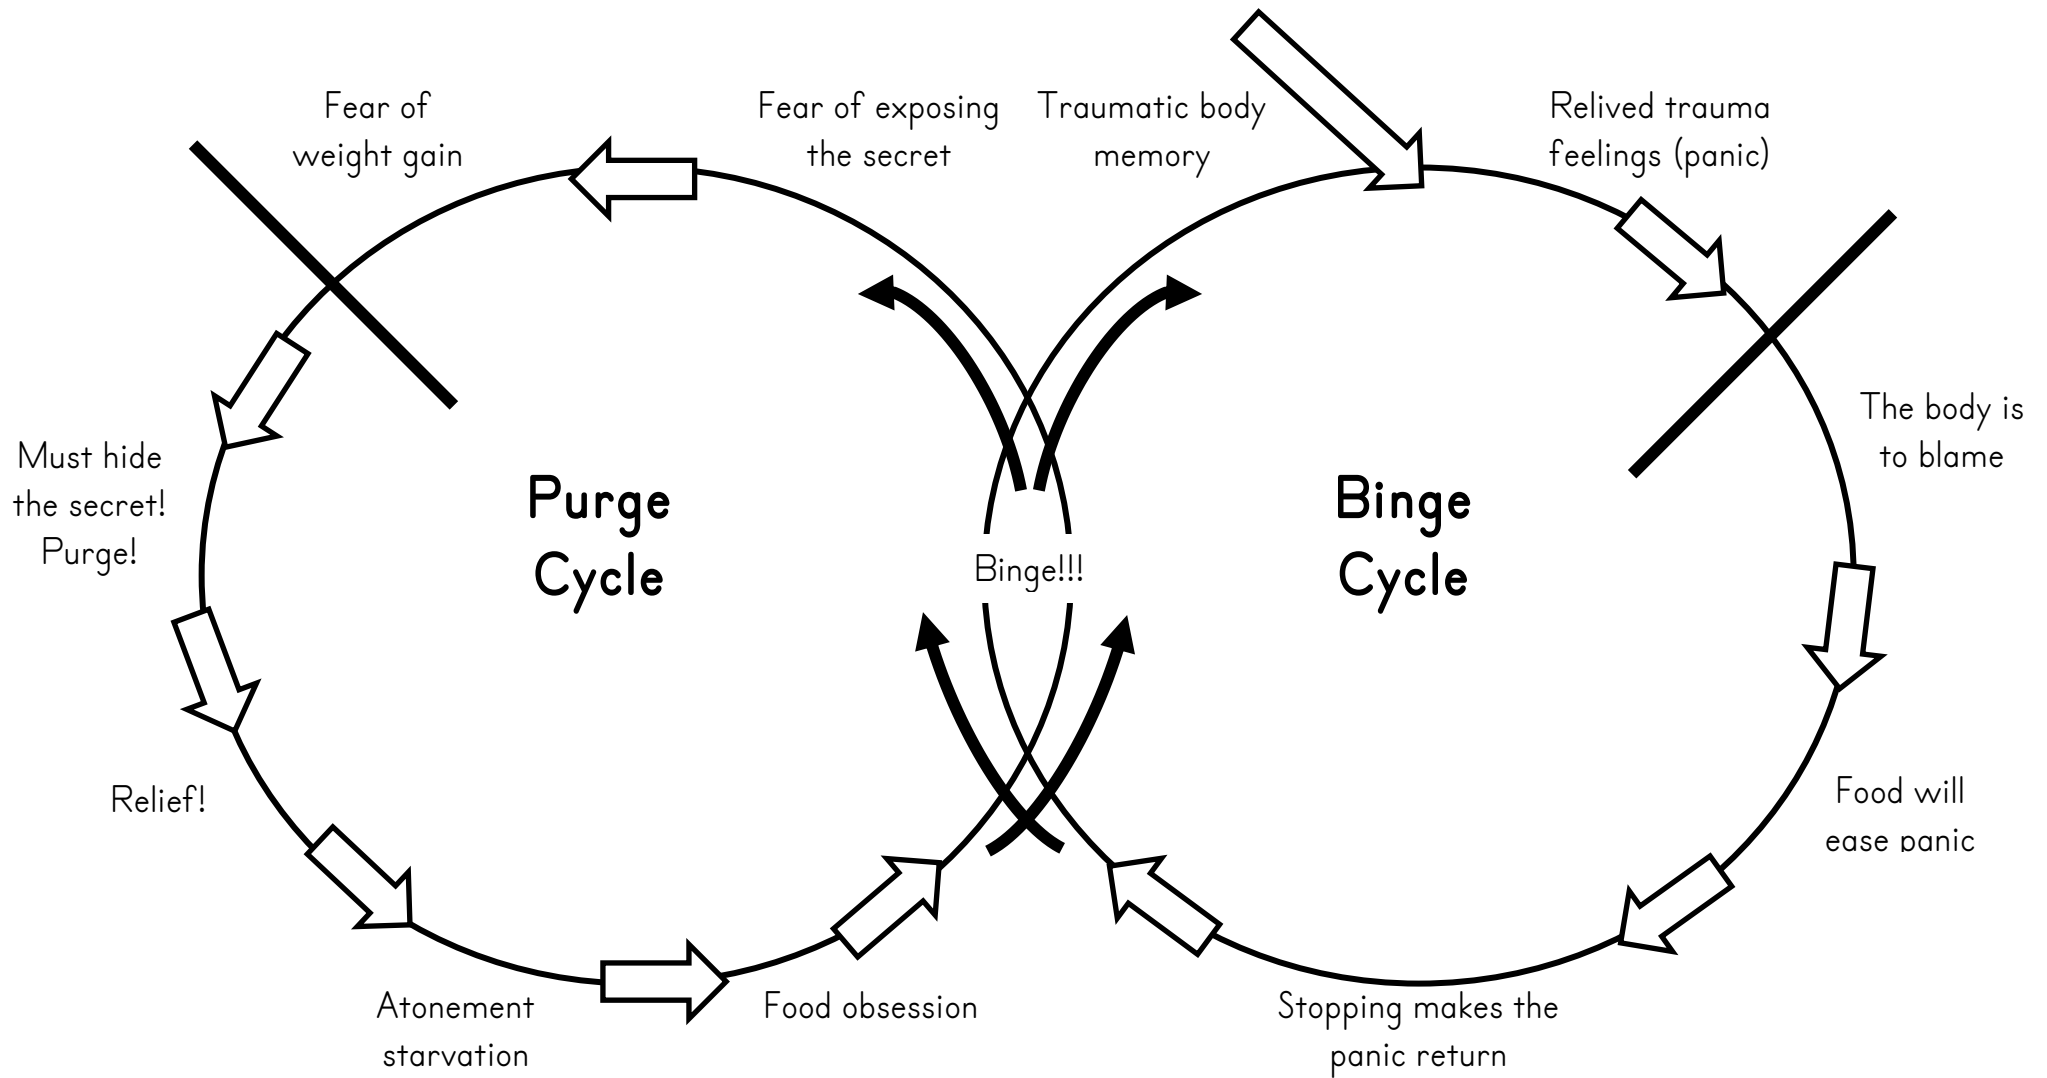 Fear of
weight gain
Fear of exposing
the secret
Traumatic body
memory
Relived trauma
feelings (panic)
The body is
to blame
Must hide
the secret!
Purge!
Purge
Cycle
Binge!!!
Binge
Cycle
Relief!
Food will
ease panic
Atonement
starvation
Food obsession
Stopping makes the
panic return